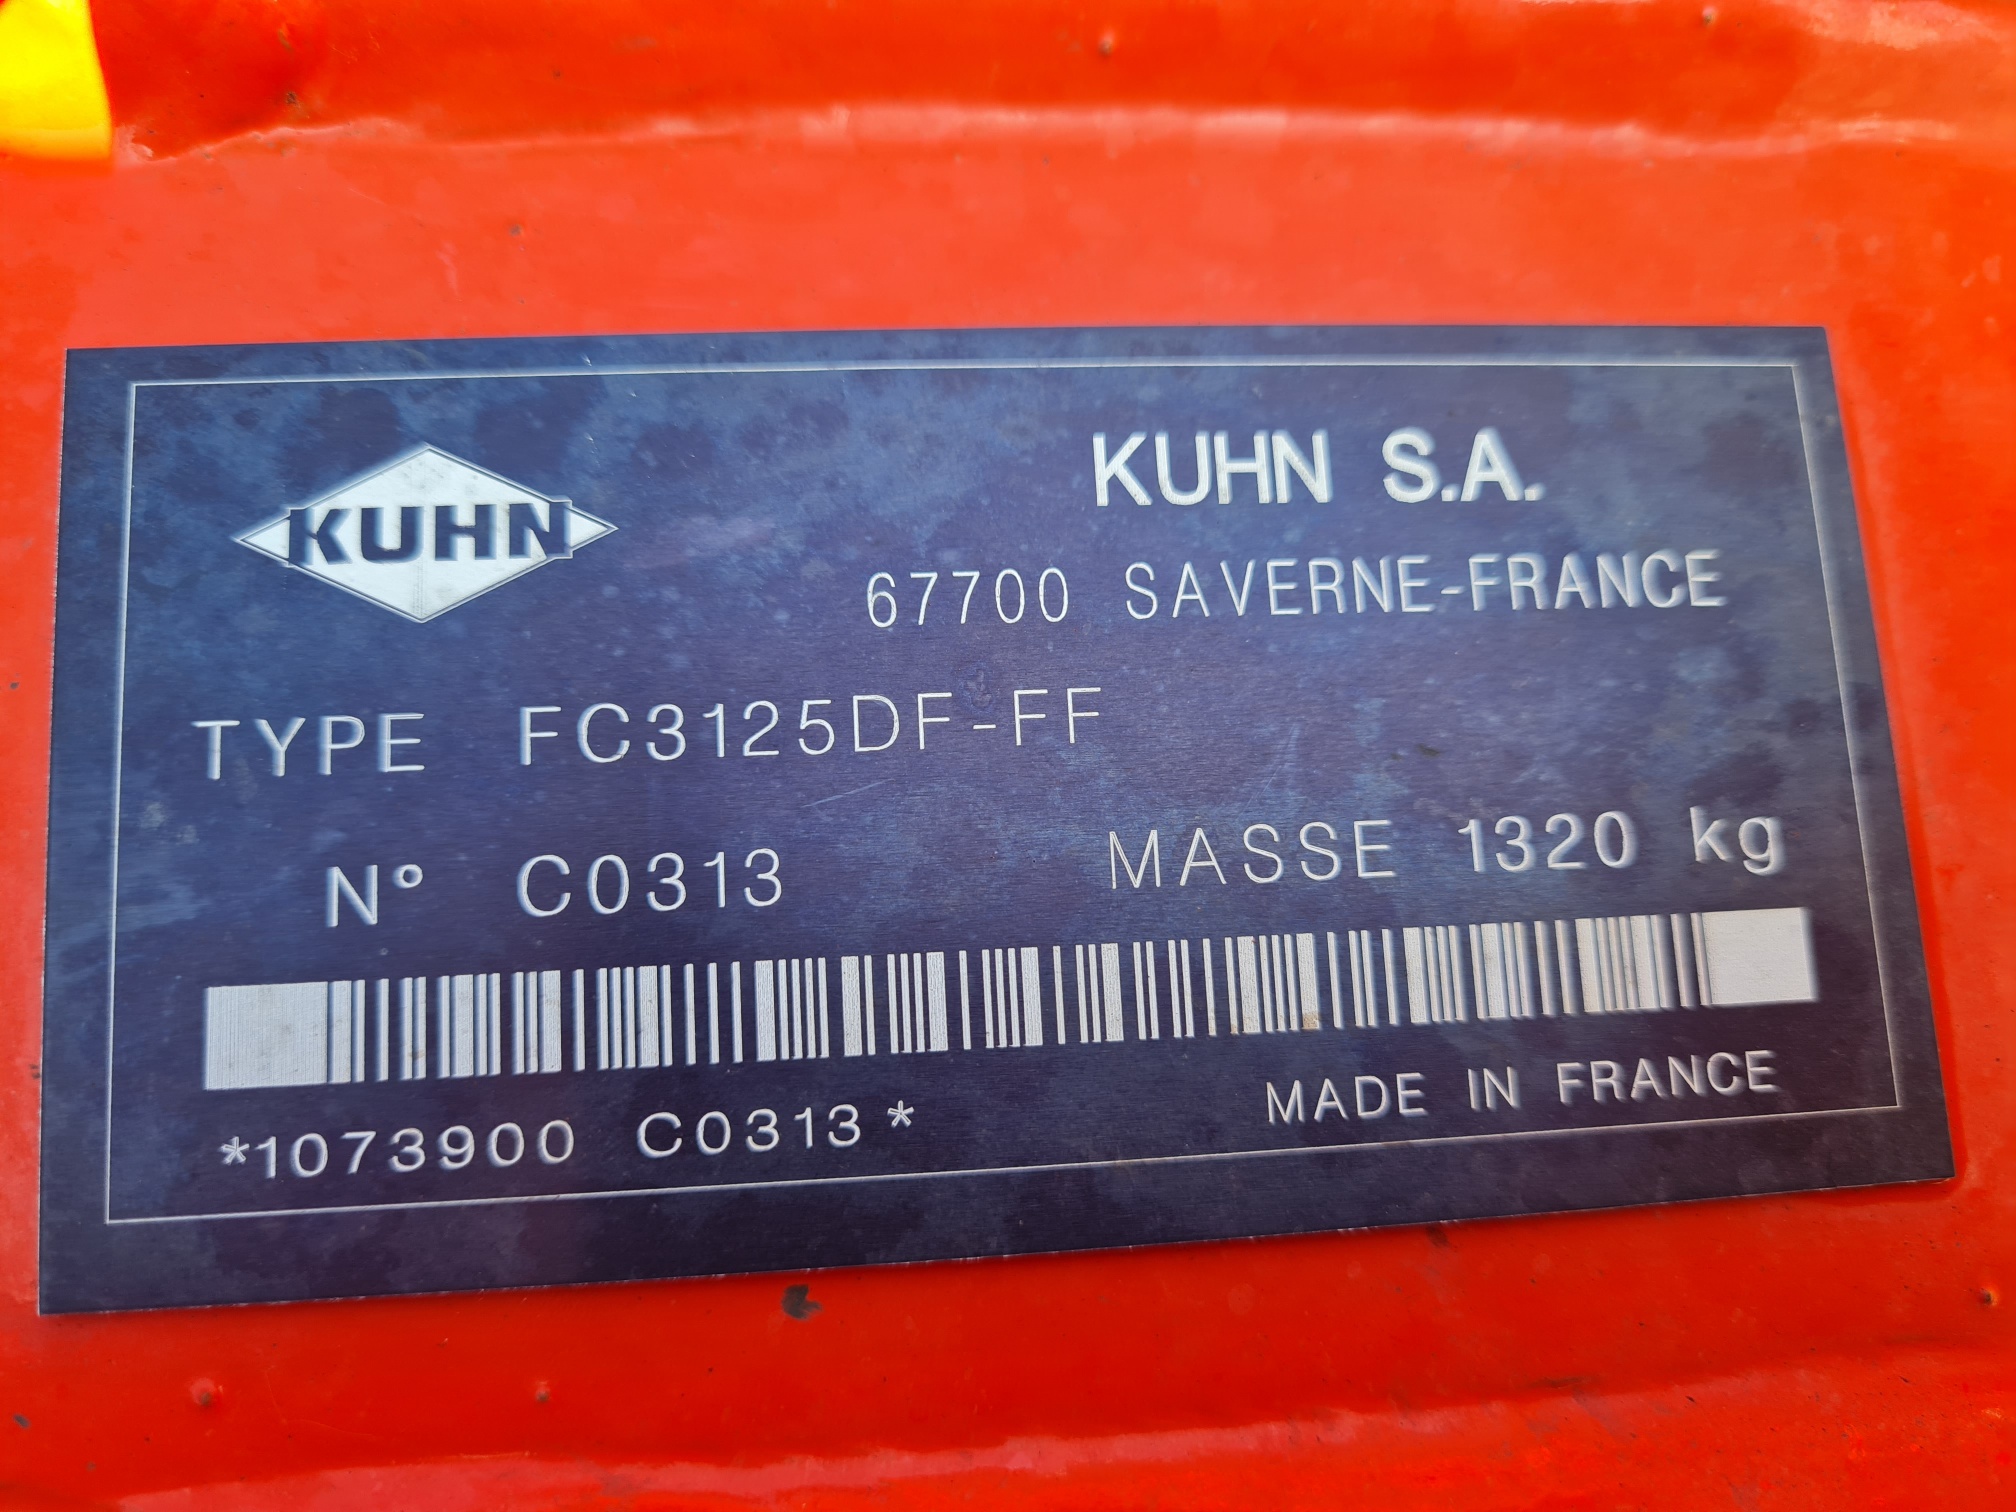 KUHN
KUHN S.A.
67700 SAVERNE-FRANCE
TYPE FC3125DF-FF
N° C0313 MASSE 1320 kg
*1073900 C0313*
MADE IN FRANCE